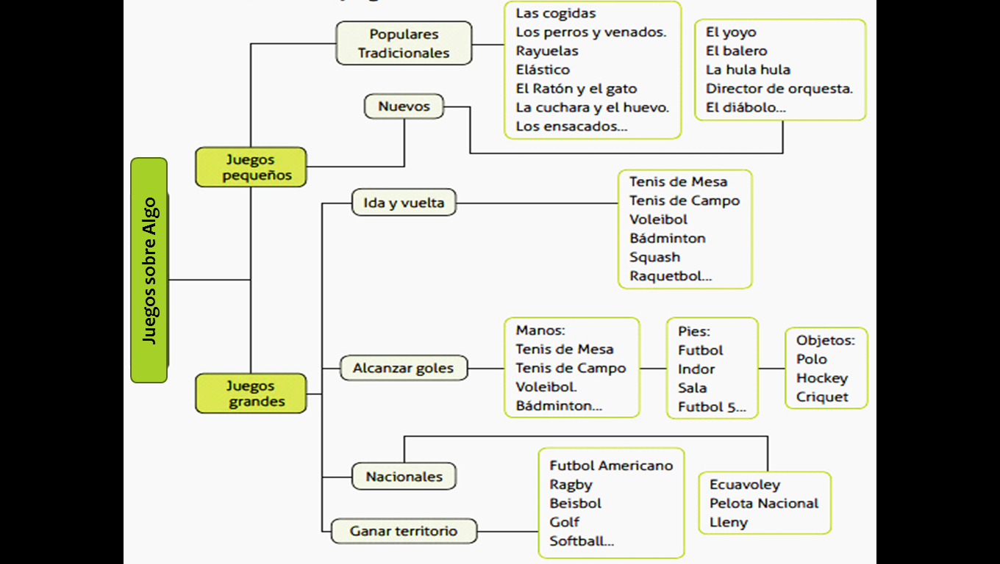 Juegos sobre Algo
Juegos
pequeños
Populares
Tradicionales
Las cogidas
Los perros y venados.
Rayuelas
Elástico
El Ratón y el gato
La cuchara y el huevo.
Los ensacados...
Nuevos
El yoyo
El balero
La hula hula
Director de orquesta.
El diábolo...
Juegos
grandes
Ida y vuelta
Tenis de Mesa
Tenis de Campo
Voleibol
Bádminton
Squash
Raquetbol...
Alcanzar goles
Manos:
Tenis de Mesa
Tenis de Campo
Voleibol.
Bádminton...
Pies:
Futbol
Indor
Sala
Futbol 5...
Objetos:
Polo
Hockey
Criquet
Nacionales
Ecuavoley
Pelota Nacional
Lleny
Ganar territorio
Futbol Americano
Ragby
Beisbol
Golf
Softball...